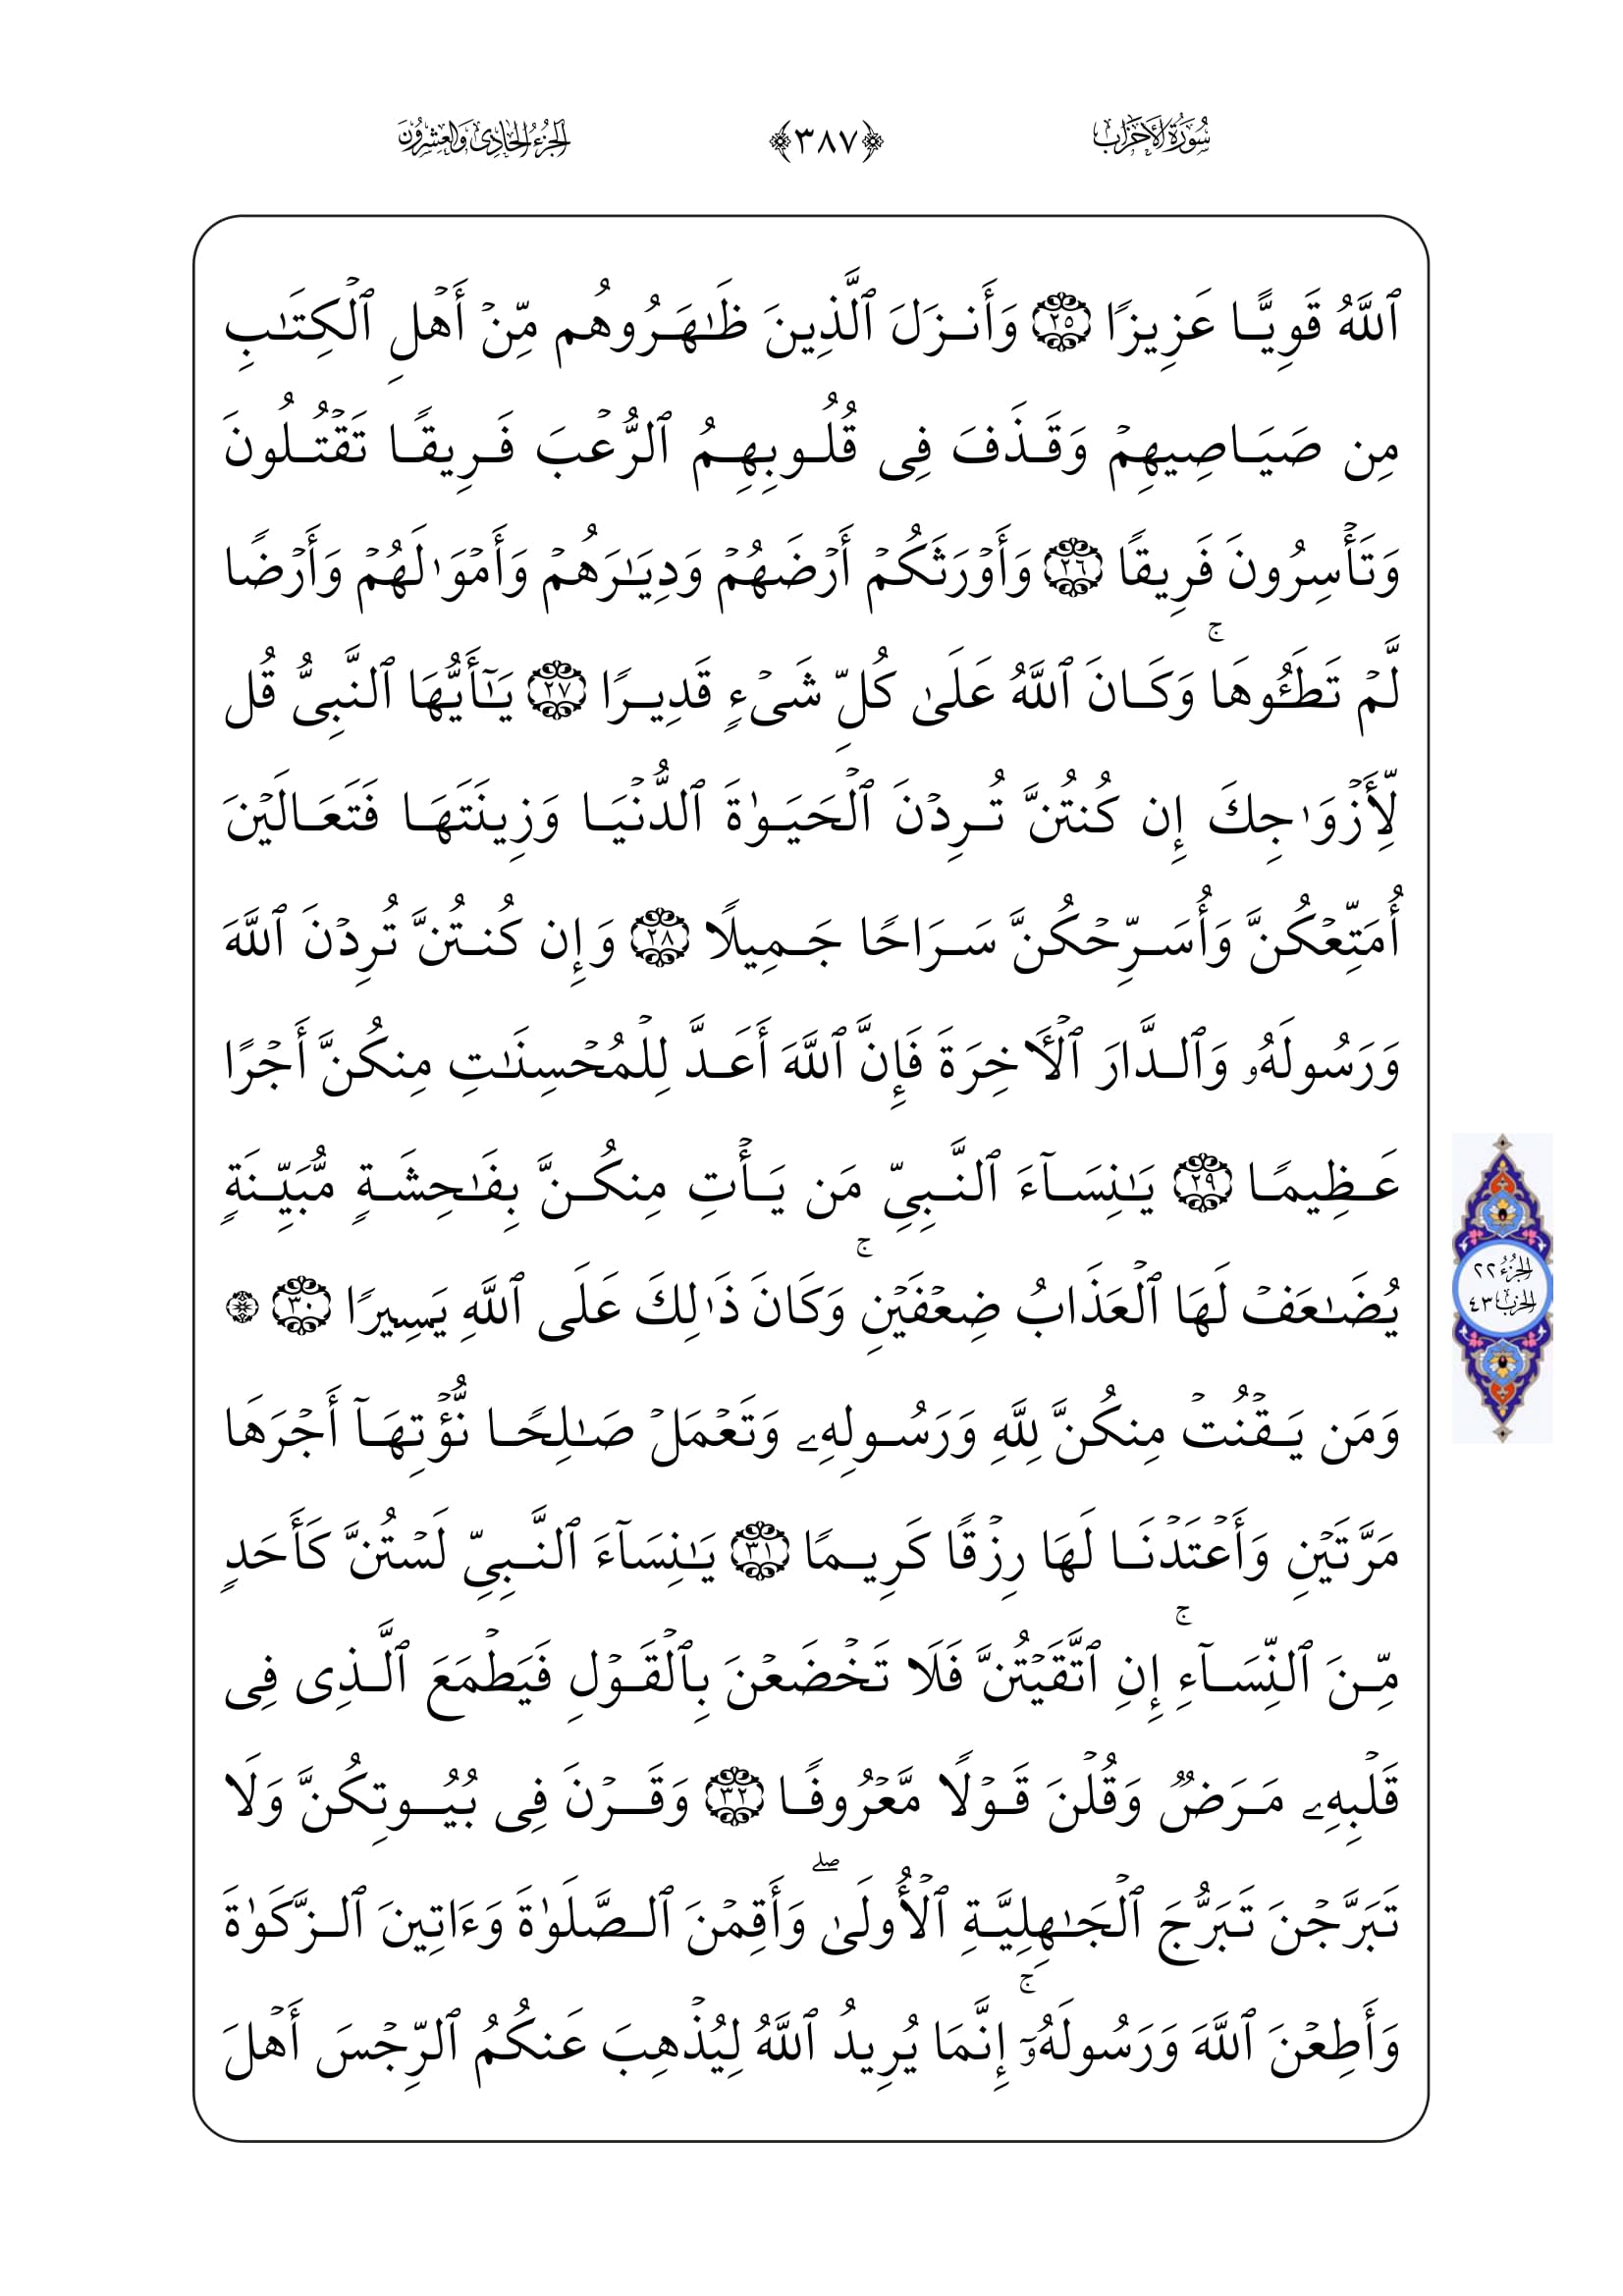 سُورَةُ الأَحْزَابِ ﴿٣٨٧﴾ الجُزْءُ الحَادِى وَالعِشْرُونَ
ٱللَّهُ قَوِيًّا عَزِيزًا ٢٥ وَأَنزَلَ ٱلَّذِينَ ظَٰهَرُوهُم مِّنْ أَهْلِ ٱلْكِتَٰبِ
مِن صَيَاصِيهِمْ وَقَذَفَ فِى قُلُوبِهِمُ ٱلرُّعْبَ فَرِيقًا تَقْتُلُونَ
وَتَأْسِرُونَ فَرِيقًا ٢٦ وَأَوْرَثَكُمْ أَرْضَهُمْ وَدِيَٰرَهُمْ وَأَمْوَٰلَهُمْ وَأَرْضًا
لَّمْ تَطَـُٔوهَا ۚ وَكَانَ ٱللَّهُ عَلَىٰ كُلِّ شَىْءٍ قَدِيرًا ٢٧ يَٰٓأَيُّهَا ٱلنَّبِىُّ قُل
لِّأَزْوَٰجِكَ إِن كُنتُنَّ تُرِدْنَ ٱلْحَيَوٰةَ ٱلدُّنْيَا وَزِينَتَهَا فَتَعَالَيْنَ
أُمَتِّعْكُنَّ وَأُسَرِّحْكُنَّ سَرَاحًا جَمِيلًا ٢٨ وَإِن كُنتُنَّ تُرِدْنَ ٱللَّهَ
وَرَسُولَهُۥ وَٱلدَّارَ ٱلْـَٔاخِرَةَ فَإِنَّ ٱللَّهَ أَعَدَّ لِلْمُحْسِنَٰتِ مِنكُنَّ أَجْرًا
عَظِيمًا ٢٩ يَٰنِسَآءَ ٱلنَّبِىِّ مَن يَأْتِ مِنكُنَّ بِفَٰحِشَةٍ مُّبَيِّنَةٍ
يُضَٰعَفْ لَهَا ٱلْعَذَابُ ضِعْفَيْنِ ۚ وَكَانَ ذَٰلِكَ عَلَى ٱللَّهِ يَسِيرًا ٣٠ ۞
وَمَن يَقْنُتْ مِنكُنَّ لِلَّهِ وَرَسُولِهِۦ وَتَعْمَلْ صَٰلِحًا نُّؤْتِهَآ أَجْرَهَا
مَرَّتَيْنِ وَأَعْتَدْنَا لَهَا رِزْقًا كَرِيمًا ٣١ يَٰنِسَآءَ ٱلنَّبِىِّ لَسْتُنَّ كَأَحَدٍ
مِّنَ ٱلنِّسَآءِ ۚ إِنِ ٱتَّقَيْتُنَّ فَلَا تَخْضَعْنَ بِٱلْقَوْلِ فَيَطْمَعَ ٱلَّذِى فِى
قَلْبِهِۦ مَرَضٌ وَقُلْنَ قَوْلًا مَّعْرُوفًا ٣٢ وَقَرْنَ فِى بُيُوتِكُنَّ وَلَا
تَبَرَّجْنَ تَبَرُّجَ ٱلْجَٰهِلِيَّةِ ٱلْأُولَىٰ ۖ وَأَقِمْنَ ٱلصَّلَوٰةَ وَءَاتِينَ ٱلزَّكَوٰةَ
وَأَطِعْنَ ٱللَّهَ وَرَسُولَهُۥٓ ۚ إِنَّمَا يُرِيدُ ٱللَّهُ لِيُذْهِبَ عَنكُمُ ٱلرِّجْسَ أَهْلَ
الجُزْءُ ٢٢
الحزب ٤٣